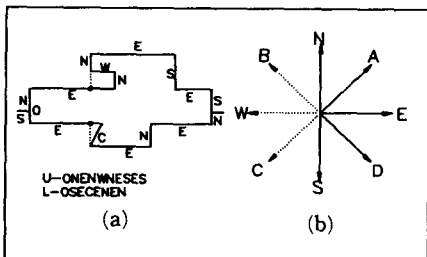 E
N W S
N
E E
N S
O
S N
E C N E
E
U-ONENWNESES
L-OSECENEN
(a)
N
B A
W E
C D
S
(b)